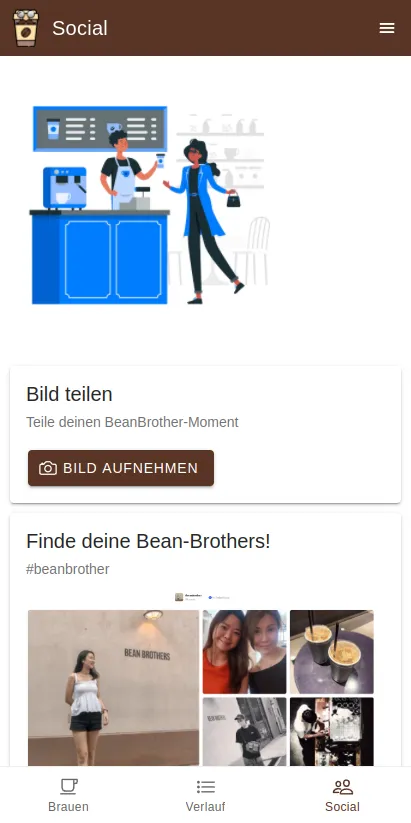 Social
Bild teilen
Teile deinen BeanBrother-Moment
BILD AUFNEHMEN
Finde deine Bean-Brothers!
#beanbrother
BEAN BROTHERS
Brauen
Verlauf
Social